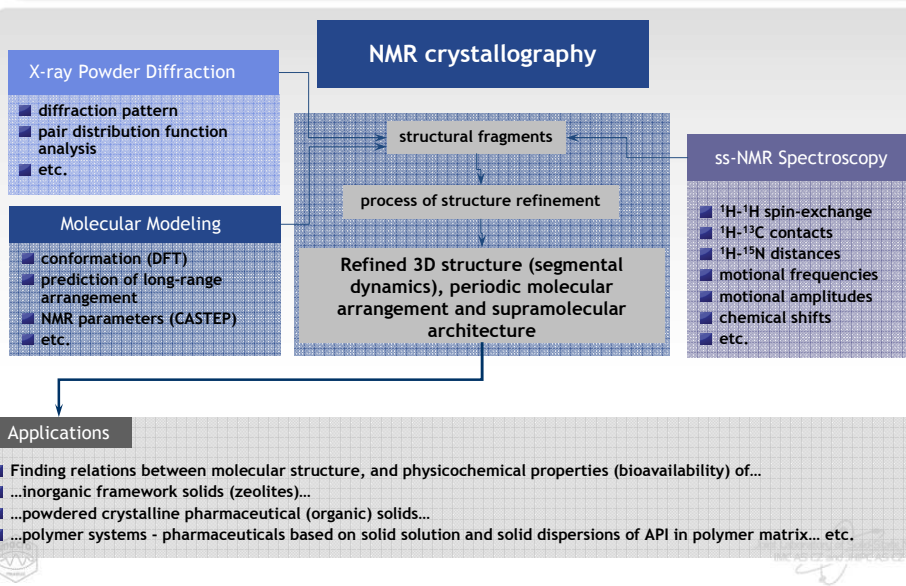 NMR crystallography
X-ray Powder Diffraction
diffraction pattern
pair distribution function
analysis
etc.
Molecular Modeling
conformation (DFT)
prediction of long-range
arrangement
NMR parameters (CASTEP)
etc.
structural fragments
process of structure refinement
Refined 3D structure (segmental
dynamics), periodic molecular
arrangement and supramolecular
architecture
ss-NMR Spectroscopy
¹H-¹H spin-exchange
¹H-¹³C contacts
¹H-¹⁵N distances
motional frequencies
motional amplitudes
chemical shifts
etc.
Applications
Finding relations between molecular structure, and physicochemical properties (bioavailability) of…
…inorganic framework solids (zeolites)…
…powdered crystalline pharmaceutical (organic) solids…
…polymer systems - pharmaceuticals based on solid solution and solid dispersions of API in polymer matrix… etc.